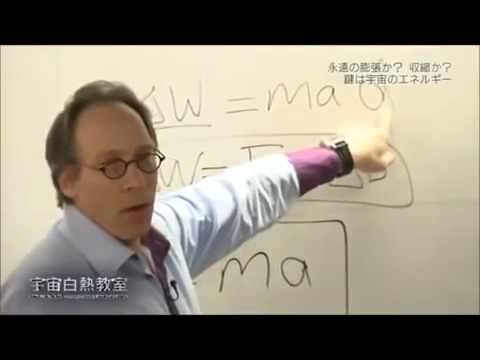 永遠の膨張か? 収縮か?
鍵は宇宙のエネルギー
W = ma
W = F
ma
宇宙白熱教室